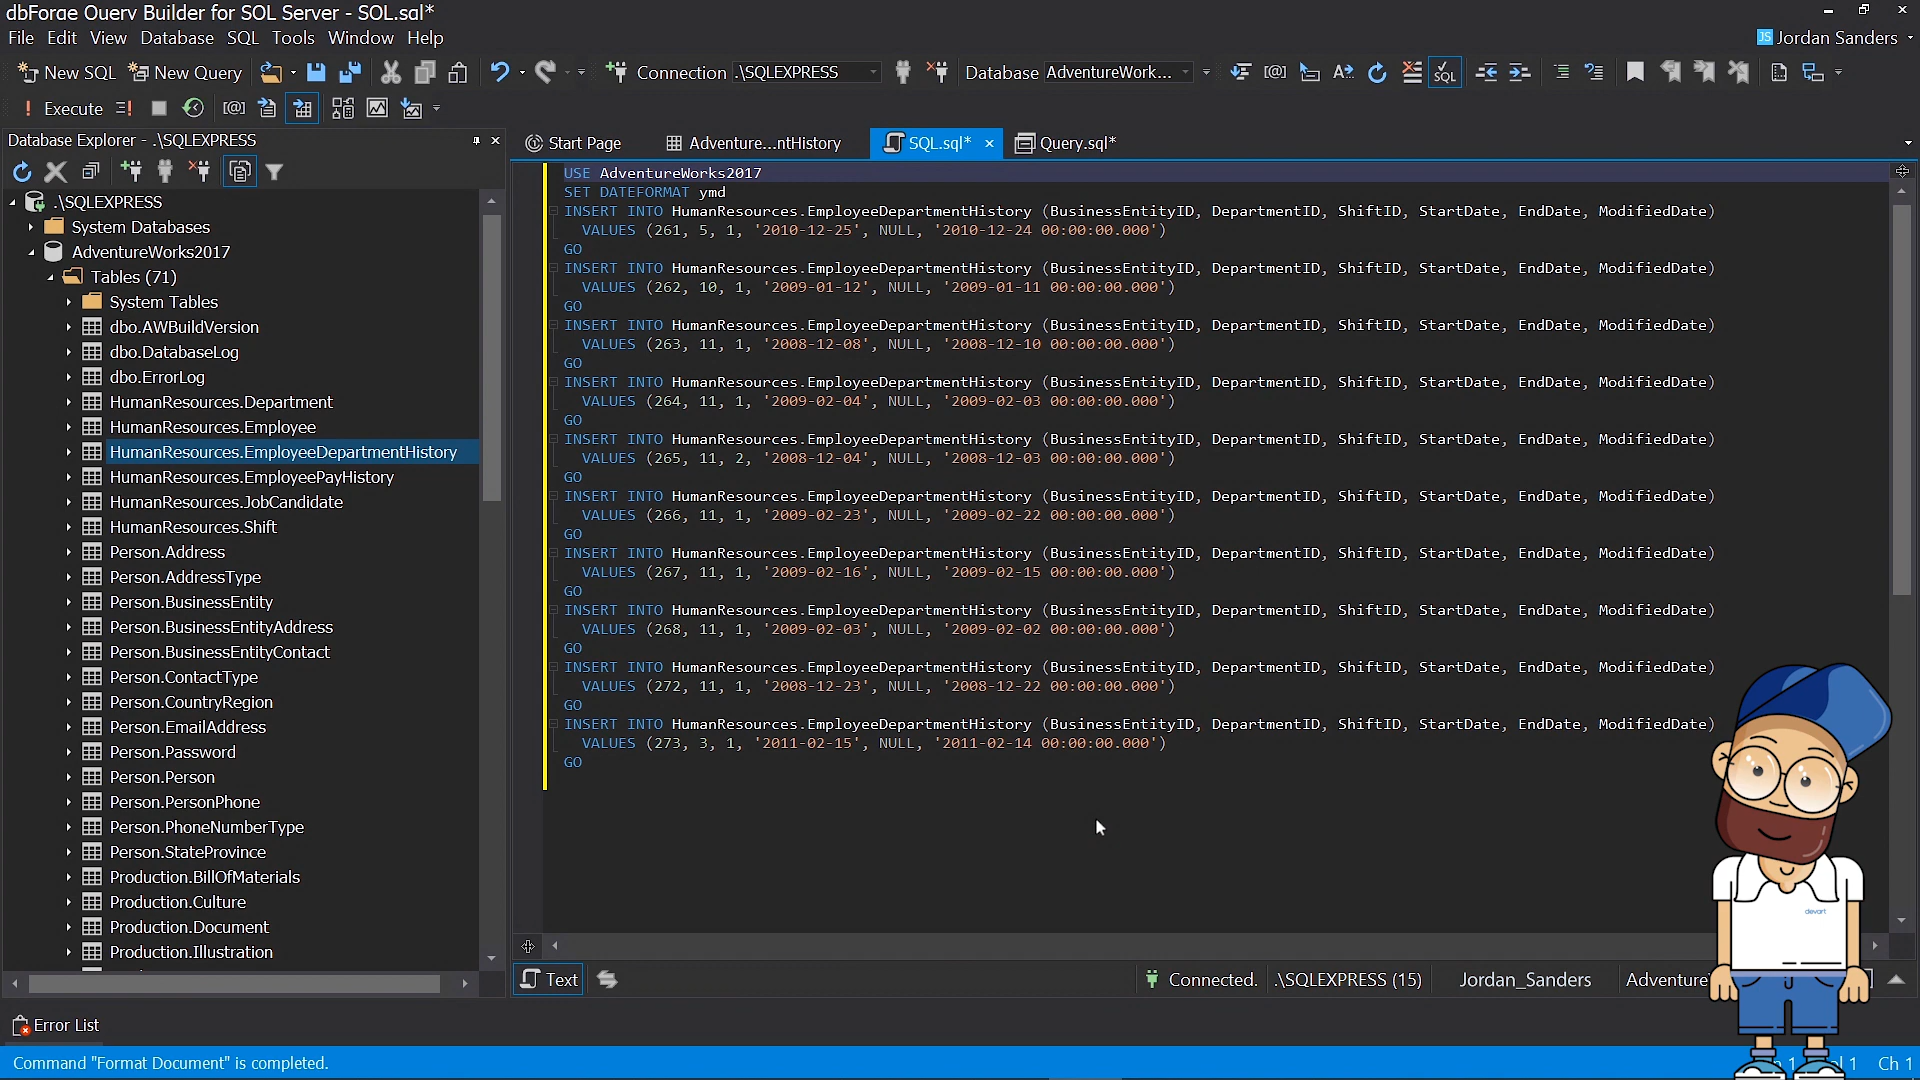 dbForge Query Builder for SQL Server - SQL.sql*
File Edit View Database SQL Tools Window Help
JS Jordan Sanders
New SQL New Query Connection .\SQLEXPRESS Database AdventureWork...
Execute
Database Explorer - .\SQLEXPRESS
Start Page Adventure...ntHistory SQL.sql* Query.sql*
.\SQLEXPRESS
System Databases
AdventureWorks2017
Tables (71)
System Tables
dbo.AWBuildVersion
dbo.DatabaseLog
dbo.ErrorLog
HumanResources.Department
HumanResources.Employee
HumanResources.EmployeeDepartmentHistory
HumanResources.EmployeePayHistory
HumanResources.JobCandidate
HumanResources.Shift
Person.Address
Person.AddressType
Person.BusinessEntity
Person.BusinessEntityAddress
Person.BusinessEntityContact
Person.ContactType
Person.CountryRegion
Person.EmailAddress
Person.Password
Person.Person
Person.PersonPhone
Person.PhoneNumberType
Person.StateProvince
Production.BillOfMaterials
Production.Culture
Production.Document
Production.Illustration
USE AdventureWorks2017
SET DATEFORMAT ymd
INSERT INTO HumanResources.EmployeeDepartmentHistory (BusinessEntityID, DepartmentID, ShiftID, StartDate, EndDate, ModifiedDate)
VALUES (261, 5, 1, '2010-12-25', NULL, '2010-12-24 00:00:00.000')
GO
INSERT INTO HumanResources.EmployeeDepartmentHistory (BusinessEntityID, DepartmentID, ShiftID, StartDate, EndDate, ModifiedDate)
VALUES (262, 10, 1, '2009-01-12', NULL, '2009-01-11 00:00:00.000')
GO
INSERT INTO HumanResources.EmployeeDepartmentHistory (BusinessEntityID, DepartmentID, ShiftID, StartDate, EndDate, ModifiedDate)
VALUES (263, 11, 1, '2008-12-08', NULL, '2008-12-10 00:00:00.000')
GO
INSERT INTO HumanResources.EmployeeDepartmentHistory (BusinessEntityID, DepartmentID, ShiftID, StartDate, EndDate, ModifiedDate)
VALUES (264, 11, 1, '2009-02-04', NULL, '2009-02-03 00:00:00.000')
GO
INSERT INTO HumanResources.EmployeeDepartmentHistory (BusinessEntityID, DepartmentID, ShiftID, StartDate, EndDate, ModifiedDate)
VALUES (265, 11, 2, '2008-12-04', NULL, '2008-12-03 00:00:00.000')
GO
INSERT INTO HumanResources.EmployeeDepartmentHistory (BusinessEntityID, DepartmentID, ShiftID, StartDate, EndDate, ModifiedDate)
VALUES (266, 11, 1, '2009-02-23', NULL, '2009-02-22 00:00:00.000')
GO
INSERT INTO HumanResources.EmployeeDepartmentHistory (BusinessEntityID, DepartmentID, ShiftID, StartDate, EndDate, ModifiedDate)
VALUES (267, 11, 1, '2009-02-16', NULL, '2009-02-15 00:00:00.000')
GO
INSERT INTO HumanResources.EmployeeDepartmentHistory (BusinessEntityID, DepartmentID, ShiftID, StartDate, EndDate, ModifiedDate)
VALUES (268, 11, 1, '2009-02-03', NULL, '2009-02-02 00:00:00.000')
GO
INSERT INTO HumanResources.EmployeeDepartmentHistory (BusinessEntityID, DepartmentID, ShiftID, StartDate, EndDate, ModifiedDate)
VALUES (272, 11, 1, '2008-12-23', NULL, '2008-12-22 00:00:00.000')
GO
INSERT INTO HumanResources.EmployeeDepartmentHistory (BusinessEntityID, DepartmentID, ShiftID, StartDate, EndDate, ModifiedDate)
VALUES (273, 3, 1, '2011-02-15', NULL, '2011-02-14 00:00:00.000')
GO
devart
Text Connected. .\SQLEXPRESS (15) Jordan_Sanders Adventure
Error List
Command "Format Document" is completed.
Ch 1